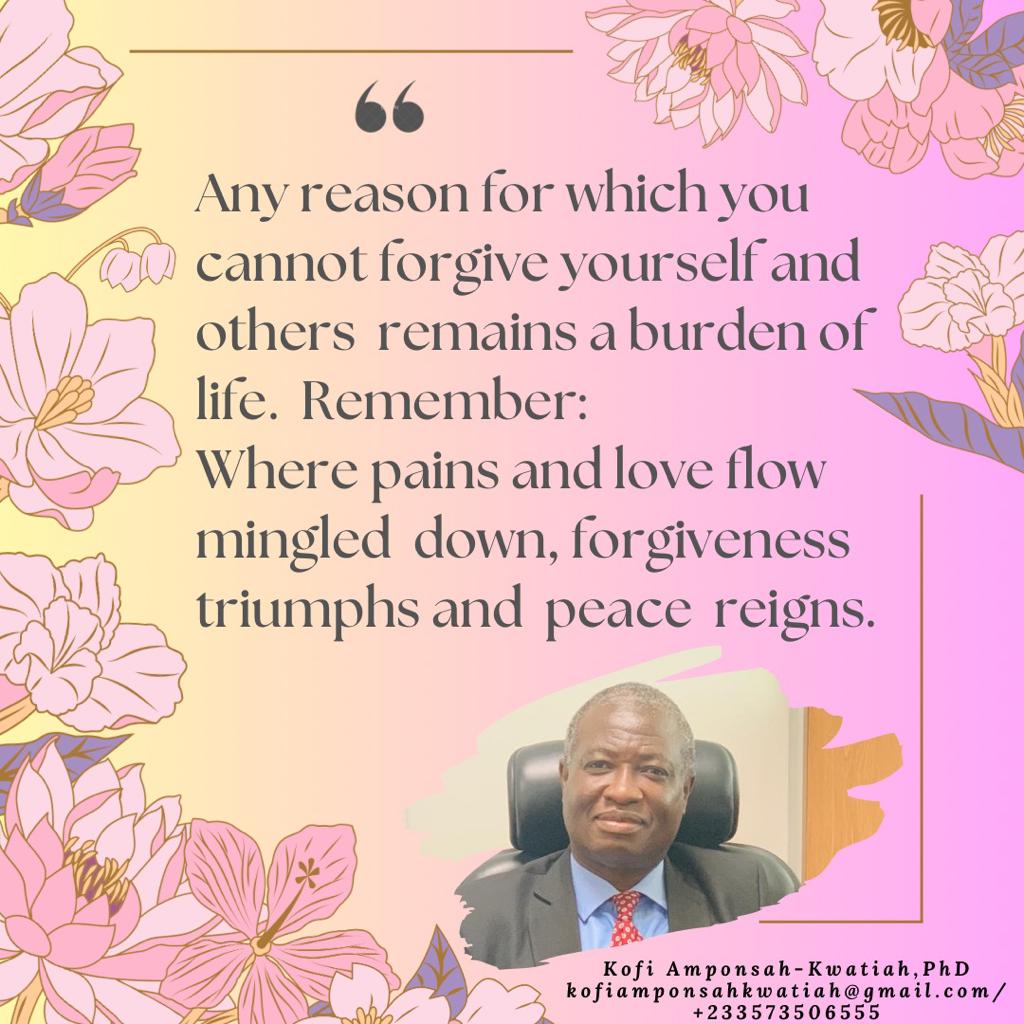 “
Any reason for which you
cannot forgive yourself and
others remains a burden of
life. Remember:
Where pains and love flow
mingled down, forgiveness
triumphs and peace reigns.
Kofi Amponsah-Kwatiah,PhD
kofiamponsahkwatiah@gmail.com/
+233573506555